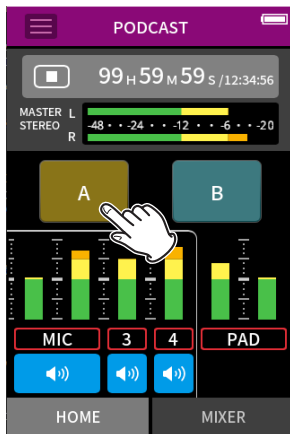 PODCAST
99 H 59 M 59 S /12:34:56
MASTER L
STEREO -48 · · -24 · · -12 · · -6 · · -20
R
A B
MIC 3 4 PAD
HOME MIXER